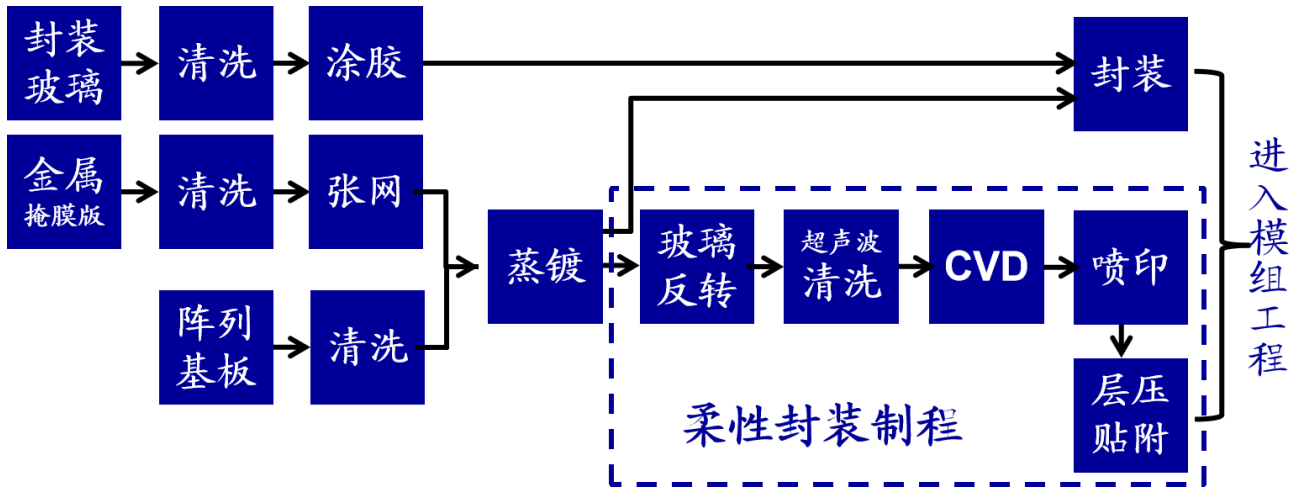 封装
玻璃
清洗
涂胶
封装
金属
掩膜版
清洗
张网
蒸镀
玻璃
反转
超声波
清洗
CVD
喷印
阵列
基板
清洗
层压
贴附
柔性封装制程
进入模组工程